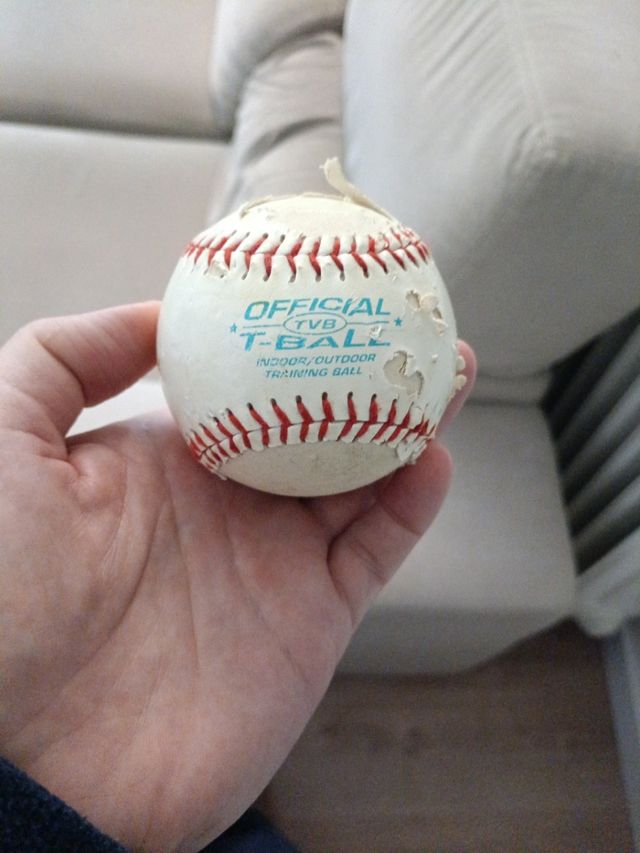 OFFICIAL
TVB
T-BALL
INDOOR/OUTDOOR
TRAINING BALL